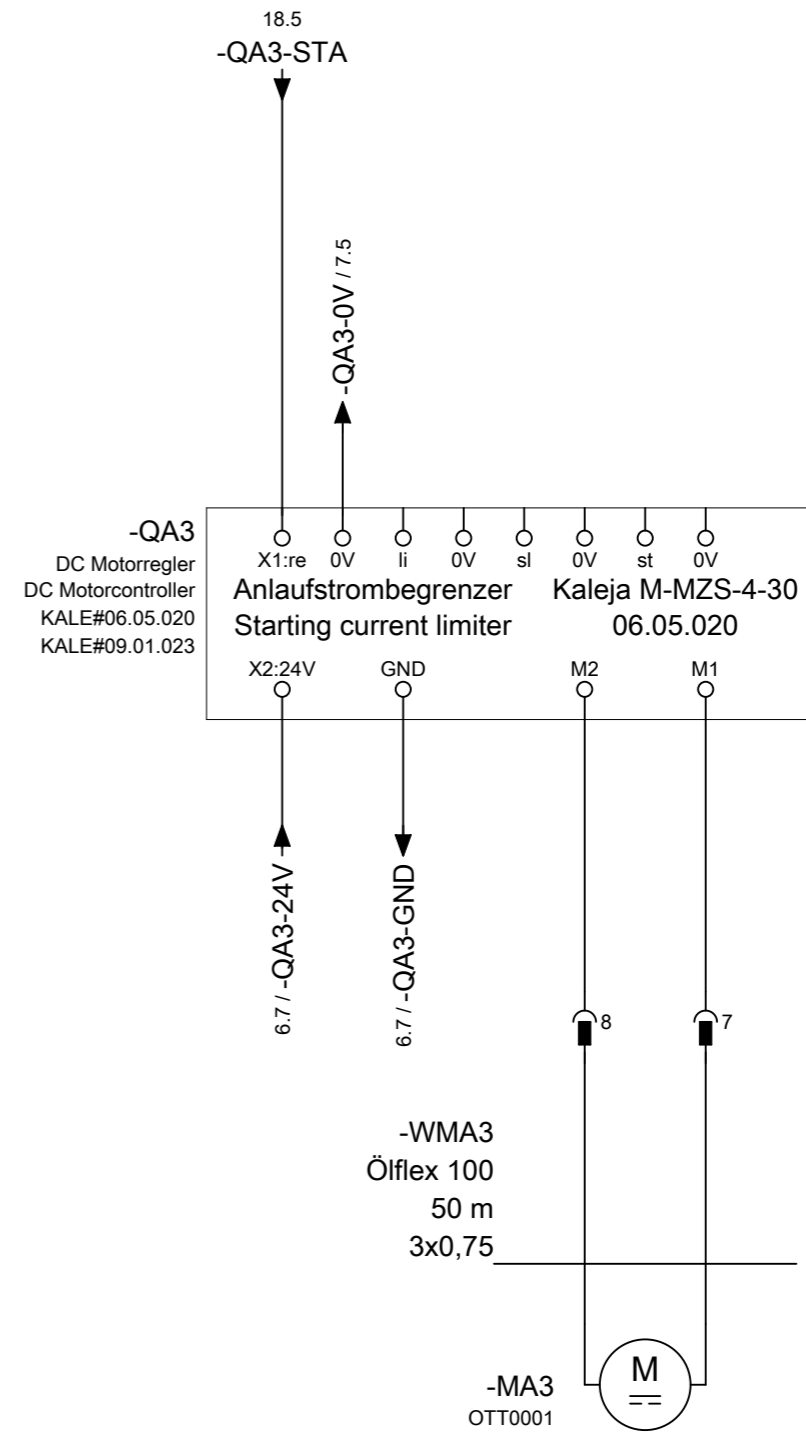 18.5
-QA3-STA
-QA3-0V / 7.5
-QA3
DC Motorregler
DC Motorcontroller
KALE#06.05.020
KALE#09.01.023
X1:re 0V li 0V sl 0V st 0V
Anlaufstrombegrenzer Kaleja M-MZS-4-30
Starting current limiter 06.05.020
X2:24V GND M2 M1
6.7 / -QA3-24V
6.7 / -QA3-GND
8 7
-WMA3
Ölflex 100
50 m
3x0,75
M
-MA3
OTT0001